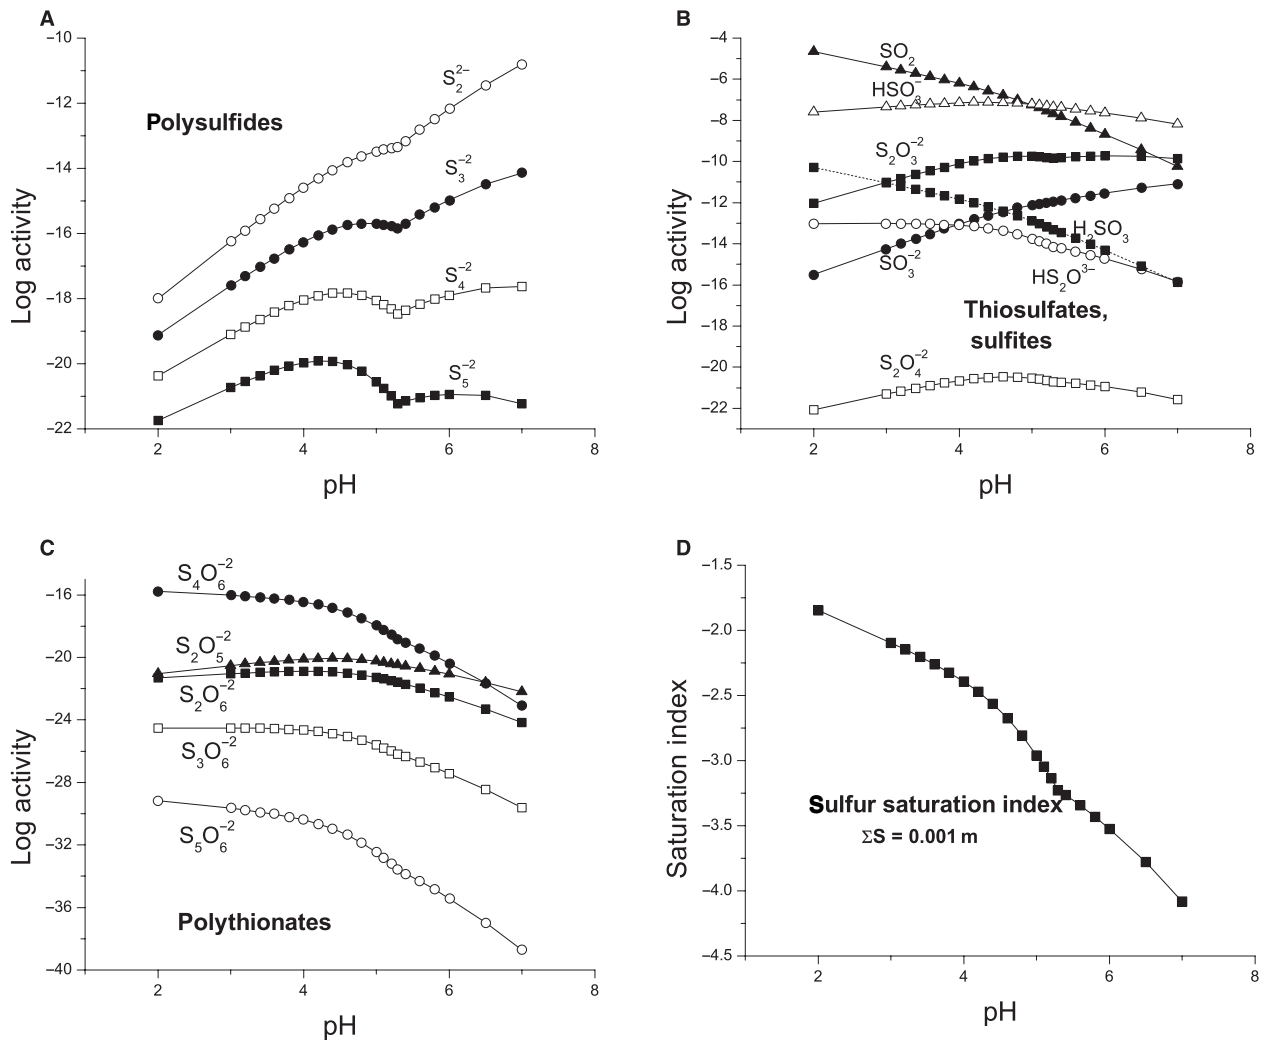 A
−10
−12
−14
−16
−18
−20
−22
2
4
6
8
Log activity
pH
Polysulfides
S₂²⁻
S₃⁻²
S₄⁻²
S₅⁻²
B
−4
−6
−8
−10
−12
−14
−16
−18
−20
−22
2
4
6
8
Log activity
pH
SO₂
HSO₃⁻
S₂O₃⁻²
H₂SO₃
SO₃⁻²
HS₂O³⁻
Thiosulfates,
sulfites
S₂O₄⁻²
C
−16
−20
−24
−28
−32
−36
−40
2
4
6
8
Log activity
pH
S₄O₆⁻²
S₂O₅⁻²
S₂O₆⁻²
S₃O₆⁻²
S₅O₆⁻²
Polythionates
D
−1.5
−2.0
−2.5
−3.0
−3.5
−4.0
−4.5
2
4
6
8
Saturation index
pH
Sulfur saturation index
ΣS = 0.001 m